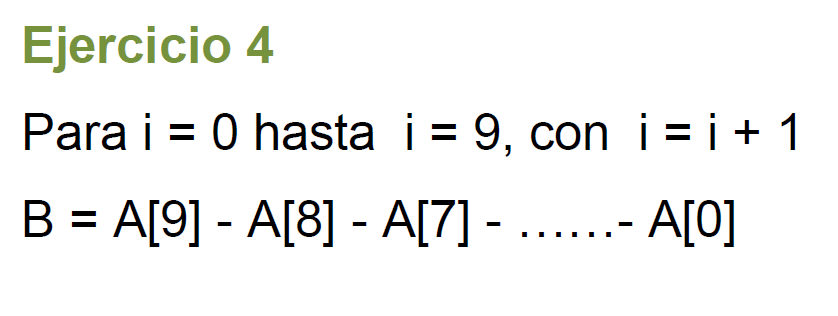 Ejercicio 4
Para i = 0 hasta  i = 9, con  i = i + 1
B = A[9] - A[8] - A[7] - ……- A[0]